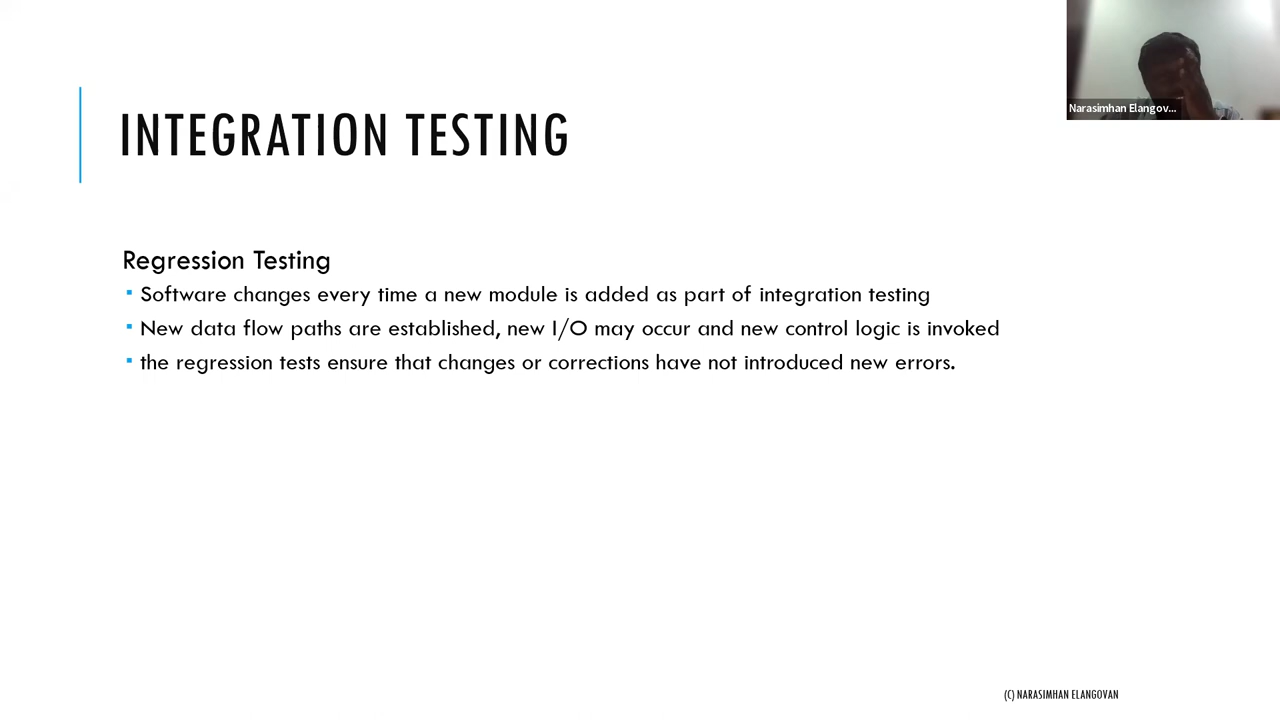 Narasimhan Elangov...
INTEGRATION TESTING
Regression Testing
▪ Software changes every time a new module is added as part of integration testing
▪ New data flow paths are established, new I/O may occur and new control logic is invoked
▪ the regression tests ensure that changes or corrections have not introduced new errors.
(C) NARASIMHAN ELANGOVAN